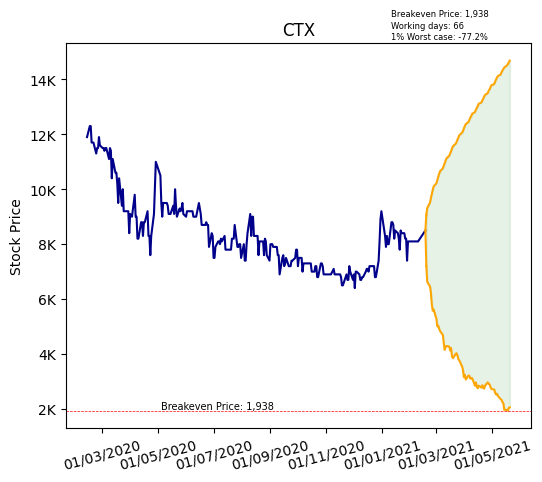 Breakeven Price: 1,938
Working days: 66
1% Worst case: -77.2%
CTX
Stock Price
14K
12K
10K
8K
6K
4K
2K
Breakeven Price: 1,938
01/03/2020
01/05/2020
01/07/2020
01/09/2020
01/11/2020
01/01/2021
01/03/2021
01/05/2021